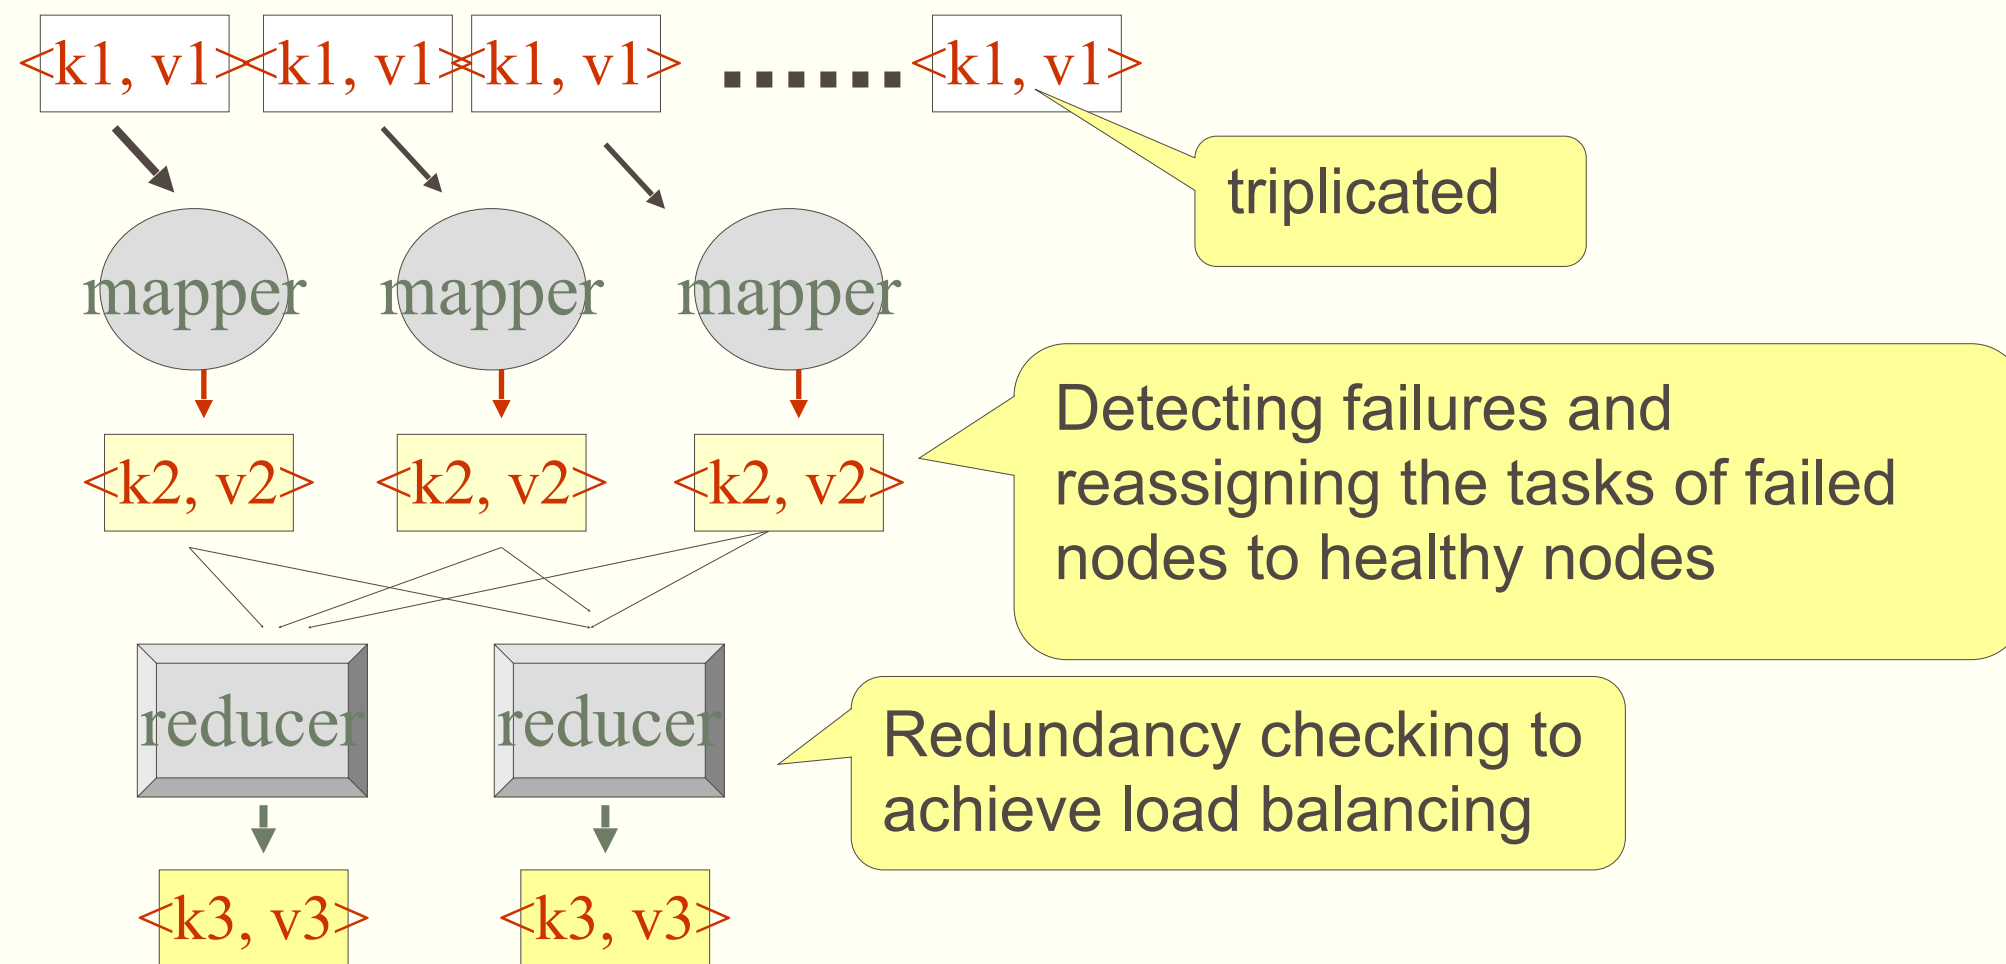 <k1, v1> <k1, v1> <k1, v1> ...... <k1, v1>
triplicated
mapper mapper mapper
<k2, v2> <k2, v2> <k2, v2>
Detecting failures and
reassigning the tasks of failed
nodes to healthy nodes
reducer reducer
Redundancy checking to
achieve load balancing
<k3, v3> <k3, v3>